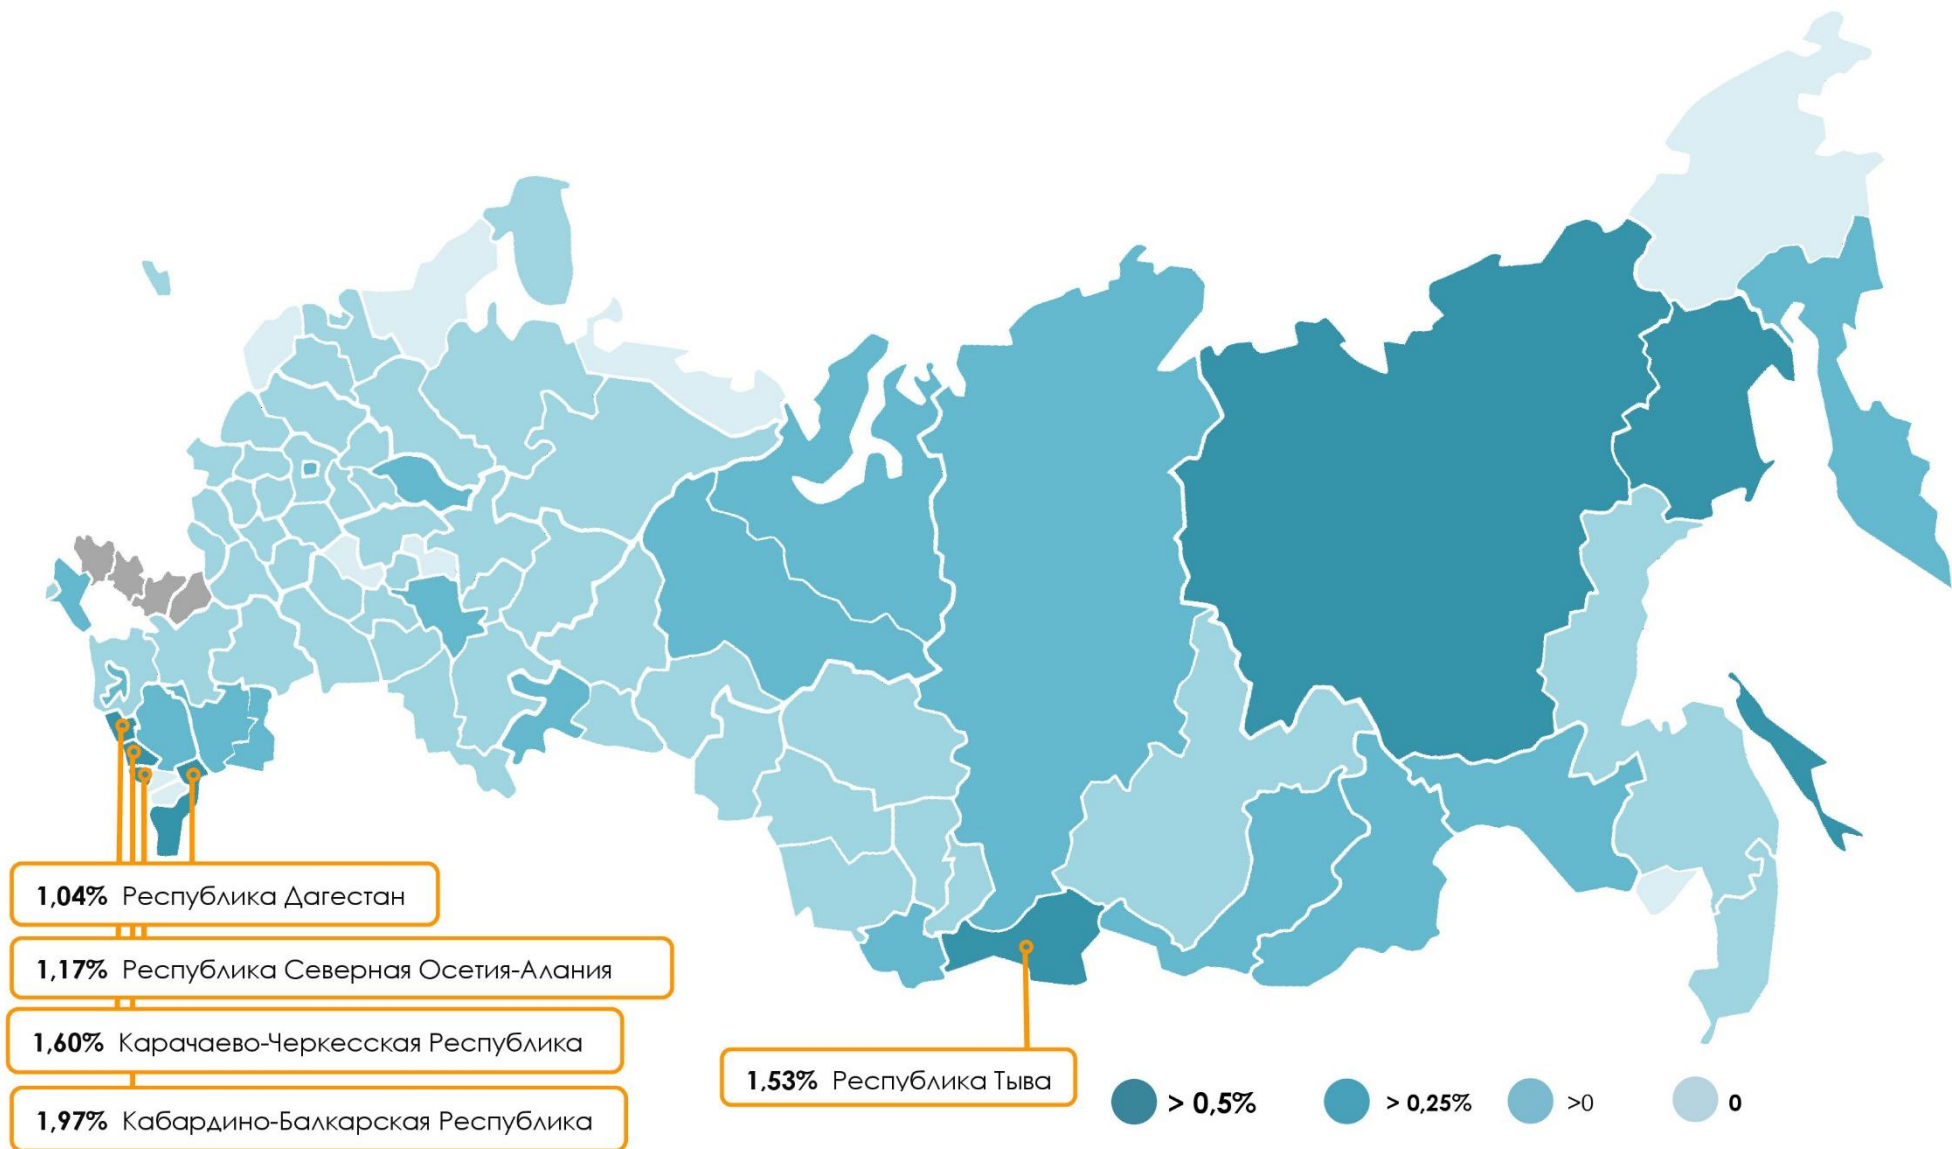 1,04% Республика Дагестан
1,17% Республика Северная Осетия-Алания
1,60% Карачаево-Черкесская Республика
1,97% Кабардино-Балкарская Республика
1,53% Республика Тыва
> 0,5%
> 0,25%
>0
0